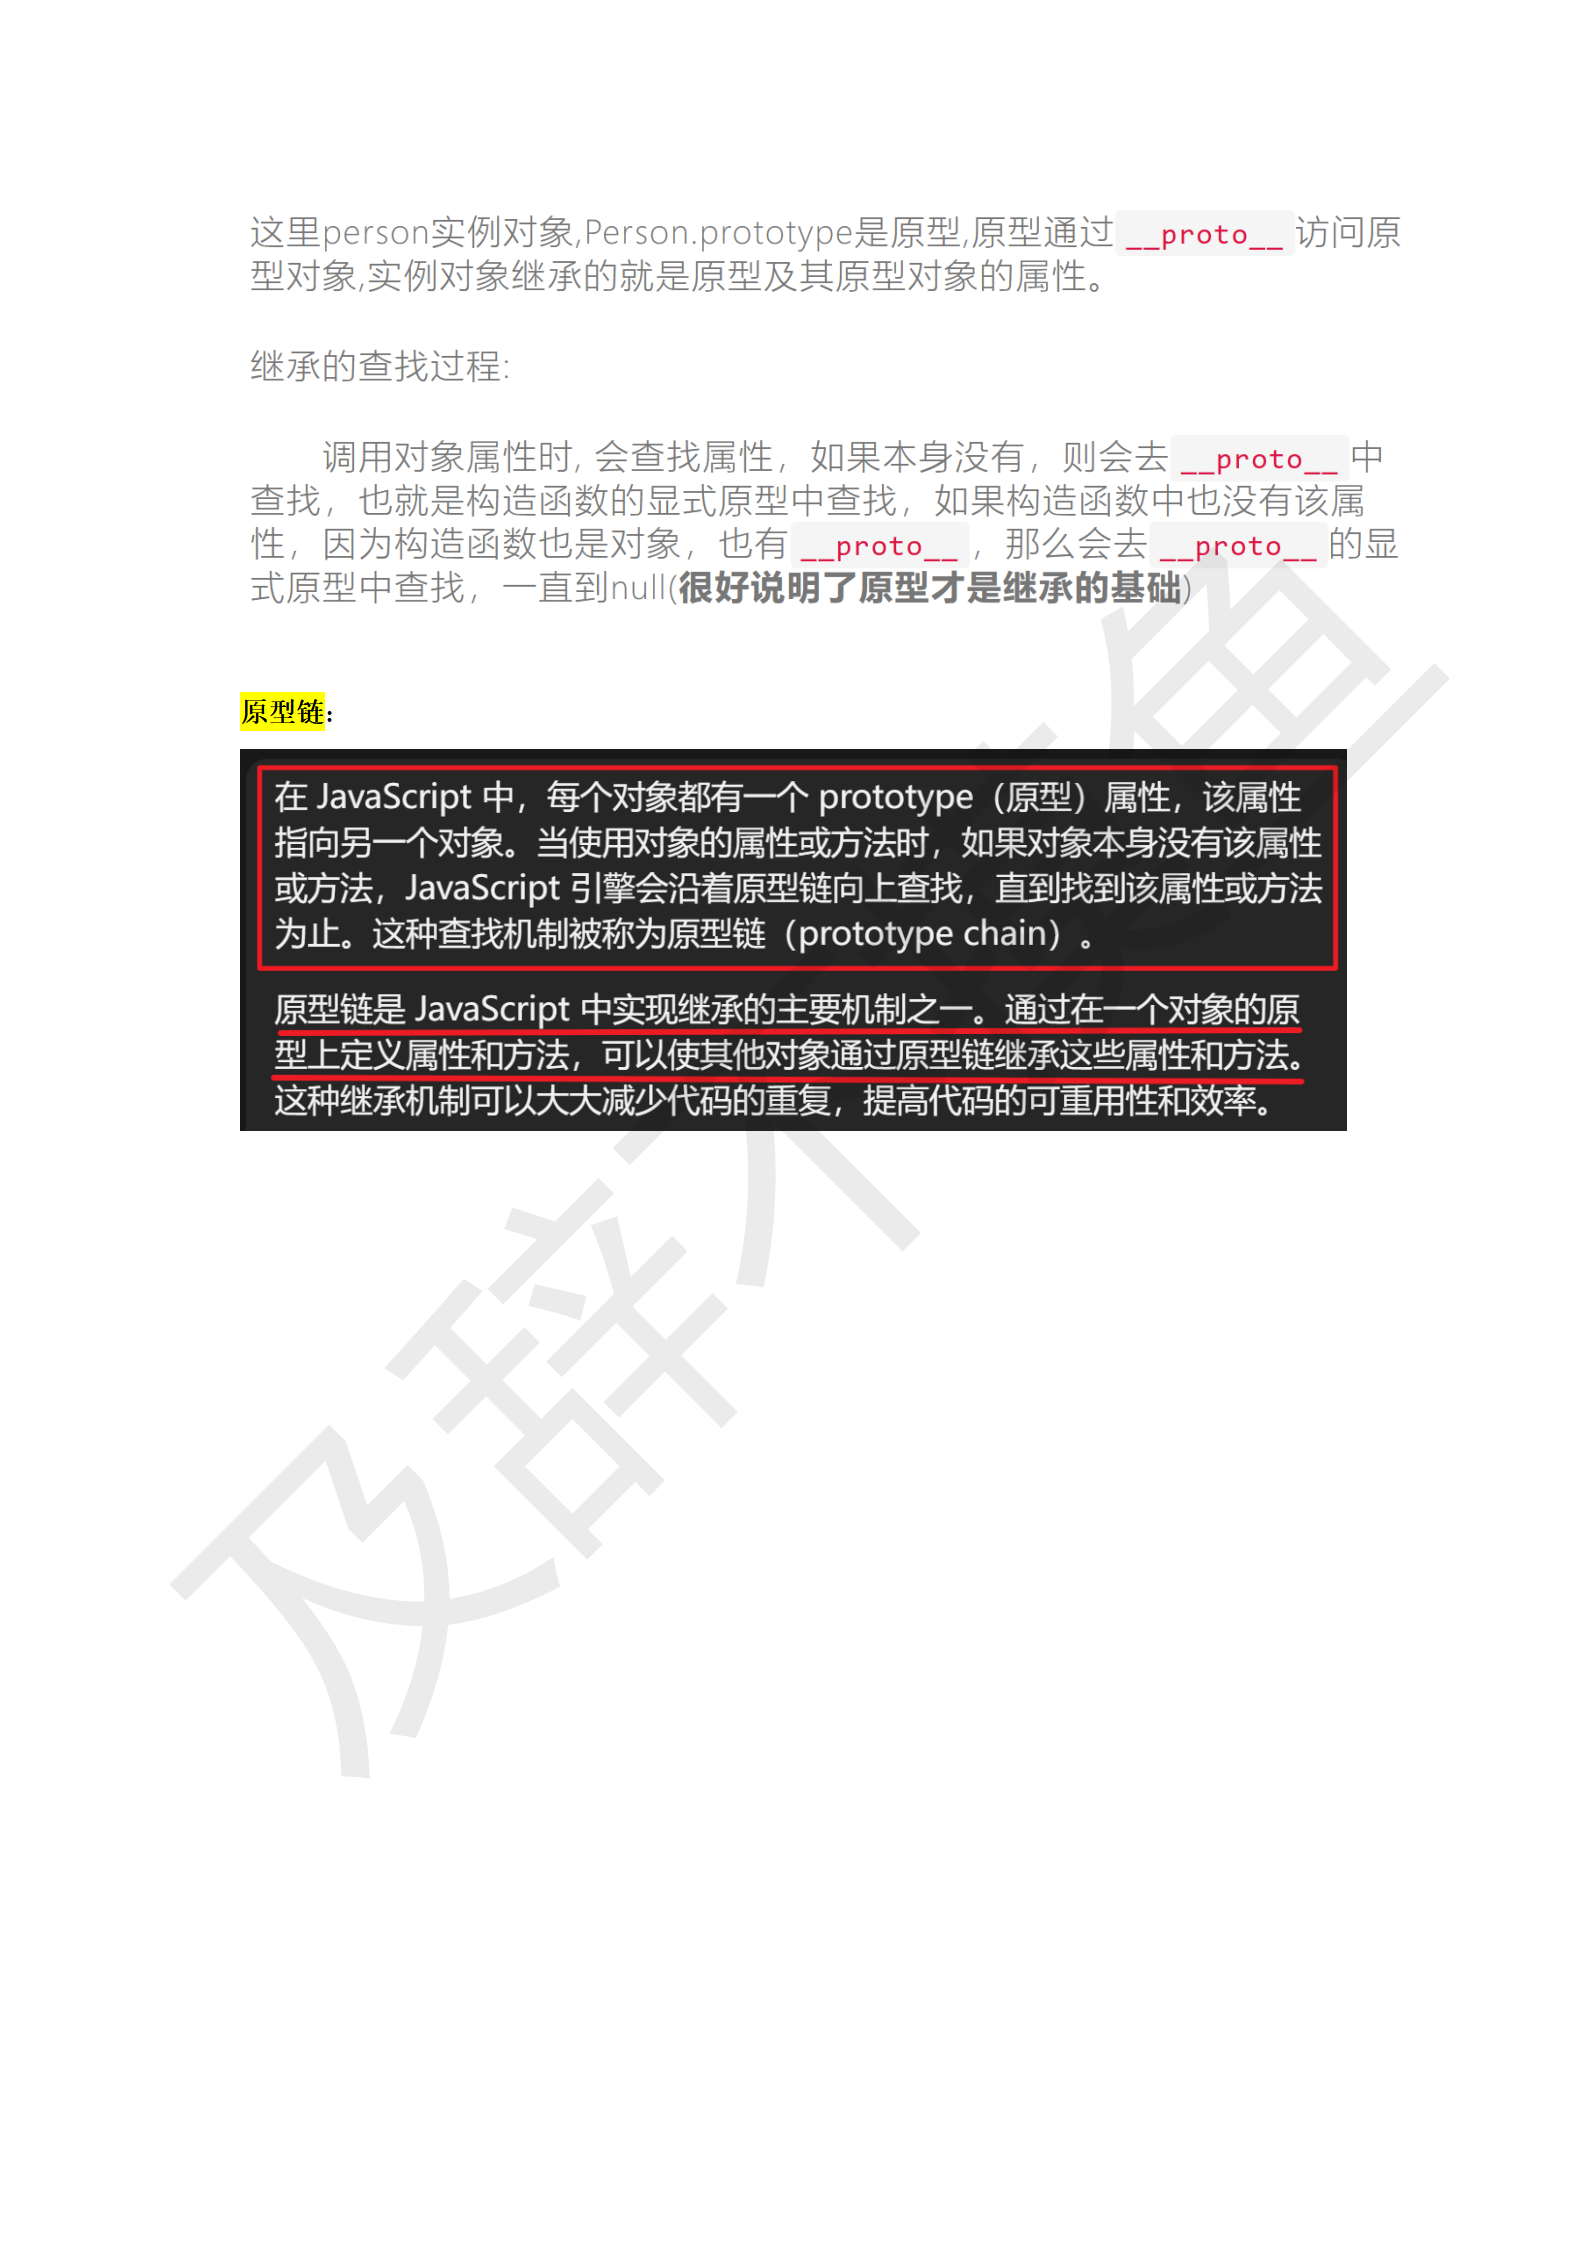 这里person实例对象,Person.prototype是原型,原型通过 __proto__ 访问原
型对象,实例对象继承的就是原型及其原型对象的属性。
继承的查找过程:
调用对象属性时, 会查找属性，如果本身没有，则会去 __proto__ 中
查找，也就是构造函数的显式原型中查找，如果构造函数中也没有该属
性，因为构造函数也是对象，也有 __proto__ ，那么会去 __proto__ 的显
式原型中查找，一直到null(很好说明了原型才是继承的基础)
原型链：
在 JavaScript 中，每个对象都有一个 prototype（原型）属性，该属性
指向另一个对象。当使用对象的属性或方法时，如果对象本身没有该属性
或方法，JavaScript 引擎会沿着原型链向上查找，直到找到该属性或方法
为止。这种查找机制被称为原型链（prototype chain）。
原型链是 JavaScript 中实现继承的主要机制之一。通过在一个对象的原
型上定义属性和方法，可以使其他对象通过原型链继承这些属性和方法。
这种继承机制可以大大减少代码的重复，提高代码的可重用性和效率。